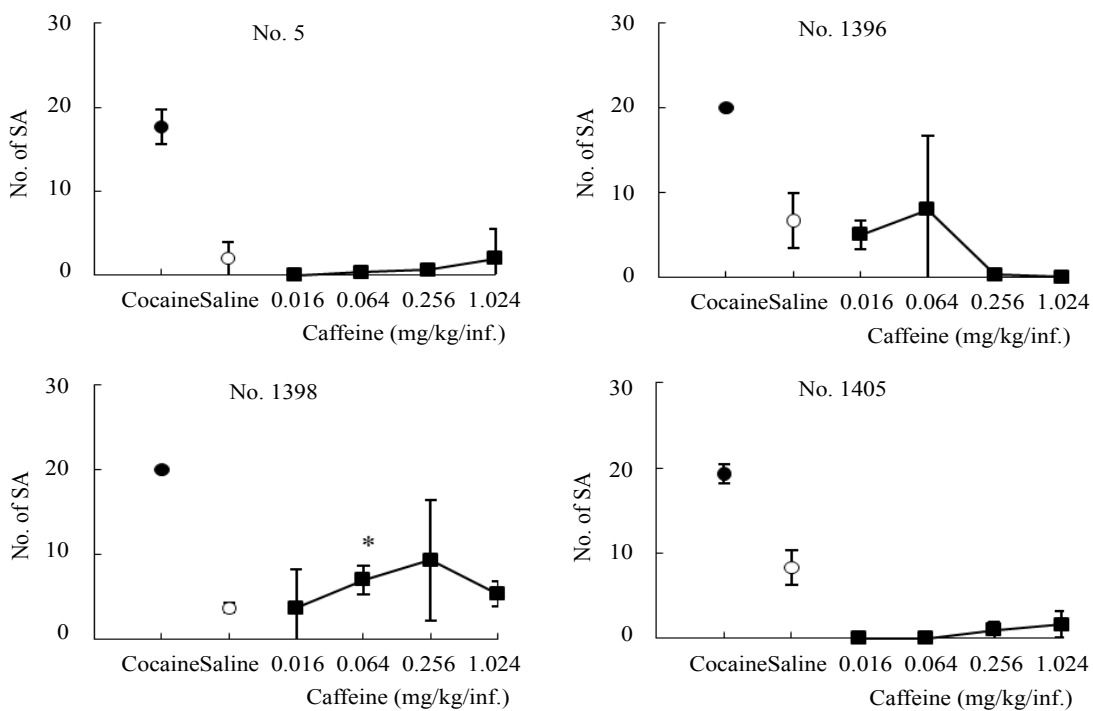 No. 5
30
20
10
0
No. of SA
CocaineSaline 0.016 0.064 0.256 1.024
Caffeine (mg/kg/inf.)
No. 1396
30
20
10
0
No. of SA
CocaineSaline 0.016 0.064 0.256 1.024
Caffeine (mg/kg/inf.)
No. 1398
30
20
10
0
No. of SA
*
CocaineSaline 0.016 0.064 0.256 1.024
Caffeine (mg/kg/inf.)
No. 1405
30
20
10
0
No. of SA
CocaineSaline 0.016 0.064 0.256 1.024
Caffeine (mg/kg/inf.)